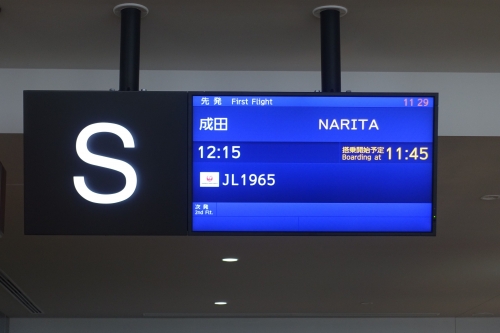 S
先発 First Flight 11 29
成田 NARITA
12:15 搭乗開始予定 Boarding at 11:45
JL1965
次発
2nd Flt.